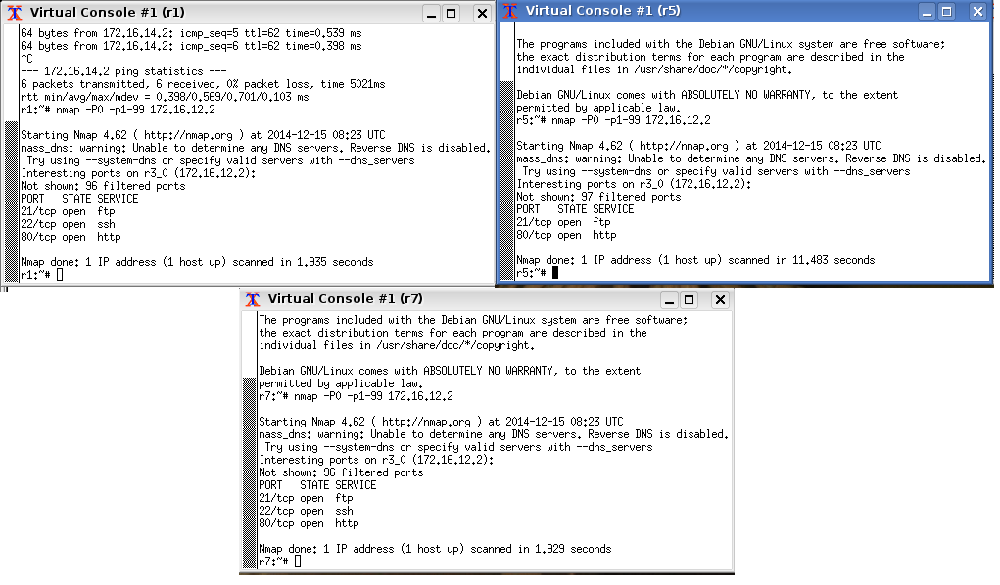 Virtual Console #1 (r1)
64 bytes from 172.16.14.2: icmp_seq=5 ttl=62 time=0.539 ms
64 bytes from 172.16.14.2: icmp_seq=6 ttl=62 time=0.398 ms
^C
--- 172.16.14.2 ping statistics ---
6 packets transmitted, 6 received, 0% packet loss, time 5021ms
rtt min/avg/max/mdev = 0.398/0.569/0.701/0.103 ms
r1:~# nmap -P0 -p1-99 172.16.12.2
Starting Nmap 4.62 ( http://nmap.org ) at 2014-12-15 08:23 UTC
mass_dns: warning: Unable to determine any DNS servers. Reverse DNS is disabled.
Try using --system-dns or specify valid servers with --dns_servers
Interesting ports on r3_0 (172.16.12.2):
Not shown: 96 filtered ports
PORT   STATE SERVICE
21/tcp open  ftp
22/tcp open  ssh
80/tcp open  http
Nmap done: 1 IP address (1 host up) scanned in 1.935 seconds
r1:~#
Virtual Console #1 (r5)
The programs included with the Debian GNU/Linux system are free software;
the exact distribution terms for each program are described in the
individual files in /usr/share/doc/*/copyright.
Debian GNU/Linux comes with ABSOLUTELY NO WARRANTY, to the extent
permitted by applicable law.
r5:~# nmap -P0 -p1-99 172.16.12.2
Starting Nmap 4.62 ( http://nmap.org ) at 2014-12-15 08:23 UTC
mass_dns: warning: Unable to determine any DNS servers. Reverse DNS is disabled.
Try using --system-dns or specify valid servers with --dns_servers
Interesting ports on r3_0 (172.16.12.2):
Not shown: 97 filtered ports
PORT   STATE SERVICE
21/tcp open  ftp
80/tcp open  http
Nmap done: 1 IP address (1 host up) scanned in 11.483 seconds
r5:~#
Virtual Console #1 (r7)
The programs included with the Debian GNU/Linux system are free software;
the exact distribution terms for each program are described in the
individual files in /usr/share/doc/*/copyright.
Debian GNU/Linux comes with ABSOLUTELY NO WARRANTY, to the extent
permitted by applicable law.
r7:~# nmap -P0 -p1-99 172.16.12.2
Starting Nmap 4.62 ( http://nmap.org ) at 2014-12-15 08:23 UTC
mass_dns: warning: Unable to determine any DNS servers. Reverse DNS is disabled.
Try using --system-dns or specify valid servers with --dns_servers
Interesting ports on r3_0 (172.16.12.2):
Not shown: 96 filtered ports
PORT   STATE SERVICE
21/tcp open  ftp
22/tcp open  ssh
80/tcp open  http
Nmap done: 1 IP address (1 host up) scanned in 1.929 seconds
r7:~#